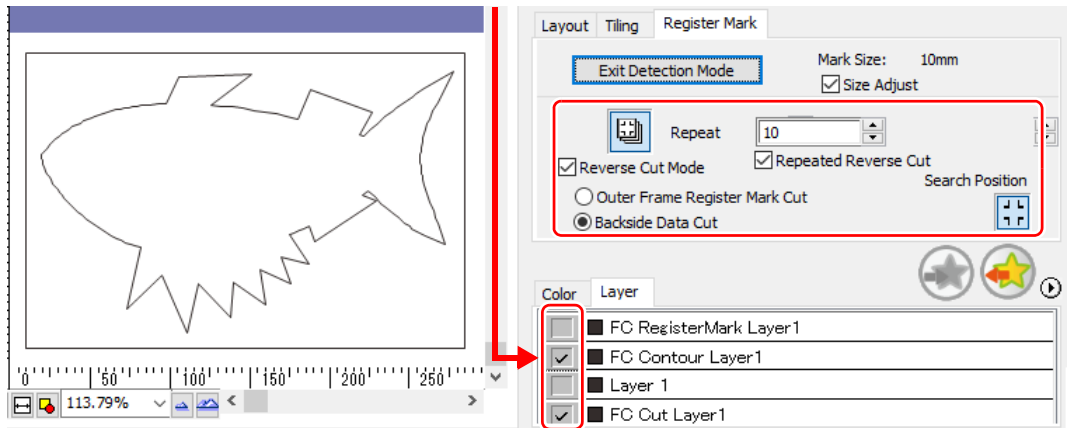 Layout Tiling Register Mark
Exit Detection Mode
Mark Size: 10mm
Size Adjust
Repeat 10
Reverse Cut Mode
Repeated Reverse Cut
Outer Frame Register Mark Cut
Search Position
Backside Data Cut
Color Layer
FC RegisterMark Layer1
FC Contour Layer1
Layer 1
FC Cut Layer1
0 50 100 150 200 250
113.79%